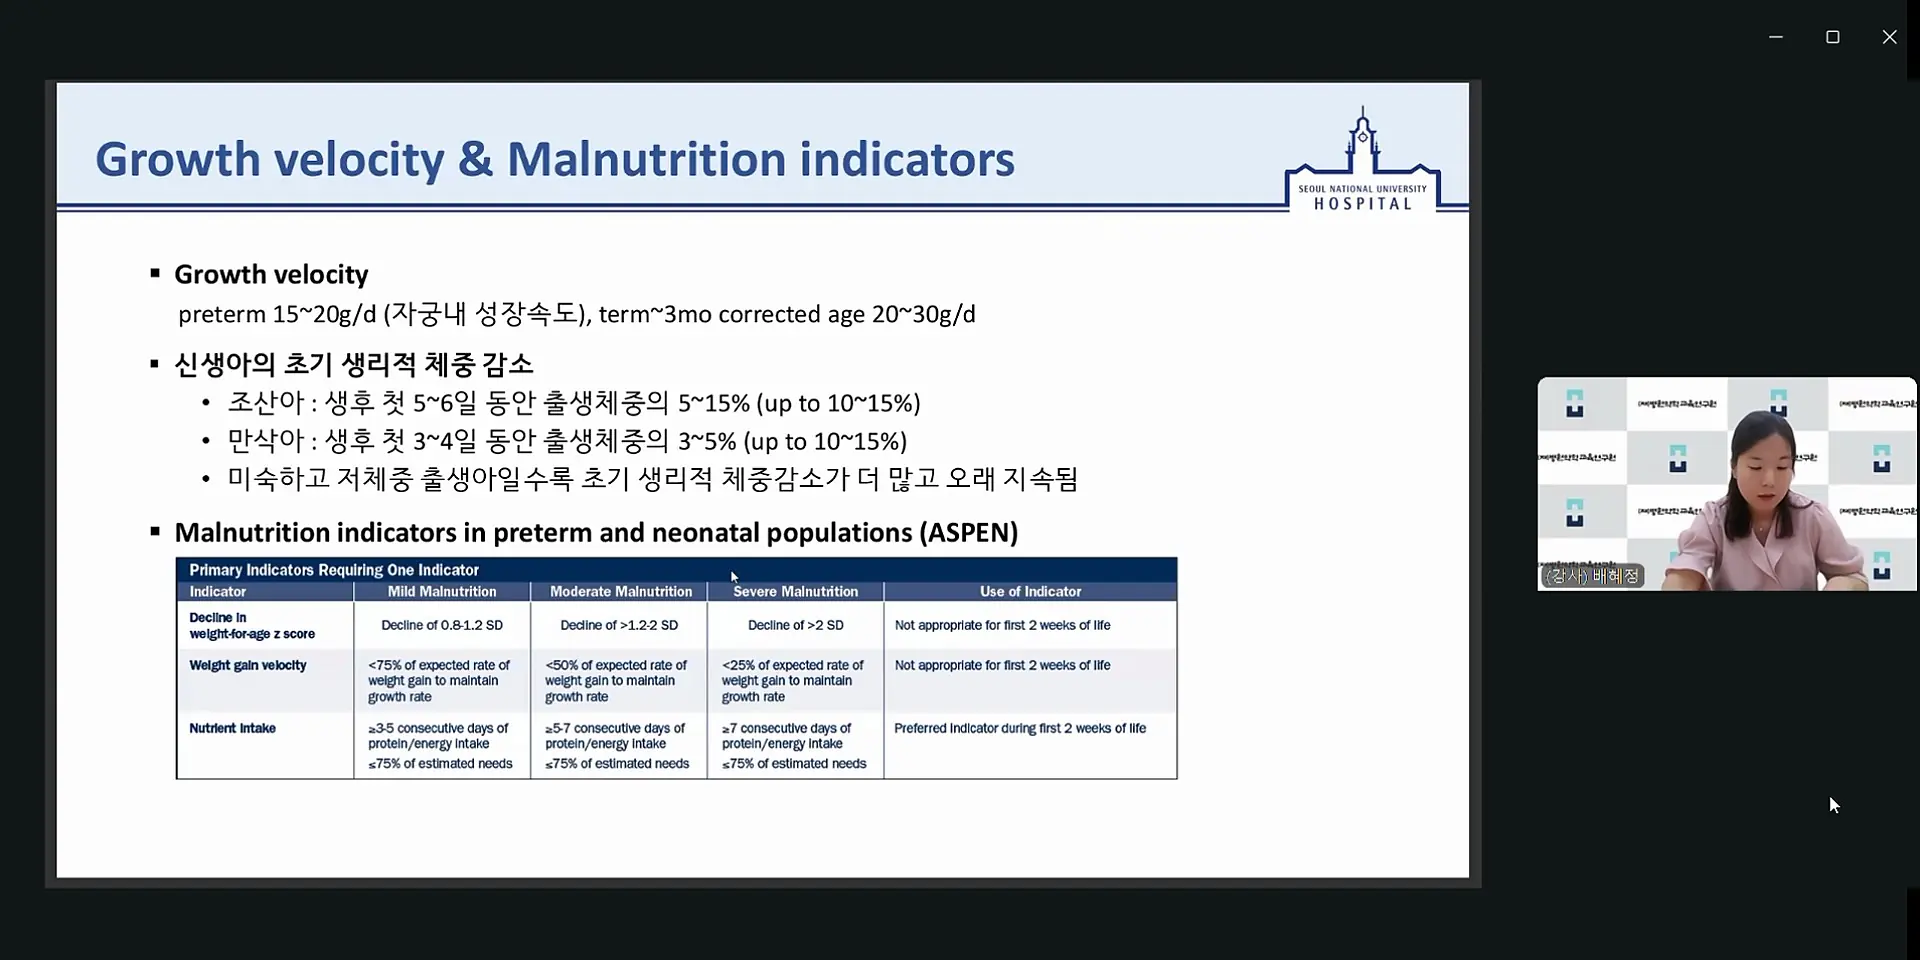 Growth velocity & Malnutrition indicators
SEOUL NATIONAL UNIVERSITY
HOSPITAL
▪ Growth velocity
preterm 15~20g/d (자궁내 성장속도), term~3mo corrected age 20~30g/d
▪ 신생아의 초기 생리적 체중 감소
• 조산아 : 생후 첫 5~6일 동안 출생체중의 5~15% (up to 10~15%)
• 만삭아 : 생후 첫 3~4일 동안 출생체중의 3~5% (up to 10~15%)
• 미숙하고 저체중 출생아일수록 초기 생리적 체중감소가 더 많고 오래 지속됨
▪ Malnutrition indicators in preterm and neonatal populations (ASPEN)
Primary Indicators Requiring One Indicator
Indicator Mild Malnutrition Moderate Malnutrition Severe Malnutrition Use of Indicator
Decline in
weight-for-age z score Decline of 0.8-1.2 SD Decline of >1.2-2 SD Decline of >2 SD Not appropriate for first 2 weeks of life
Weight gain velocity <75% of expected rate of <50% of expected rate of <25% of expected rate of Not appropriate for first 2 weeks of life
weight gain to maintain weight gain to maintain weight gain to maintain
growth rate growth rate growth rate
Nutrient Intake ≥3-5 consecutive days of ≥5-7 consecutive days of ≥7 consecutive days of Preferred indicator during first 2 weeks of life
protein/energy intake protein/energy intake protein/energy intake
≤75% of estimated needs ≤75% of estimated needs ≤75% of estimated needs
(강사) 배혜정